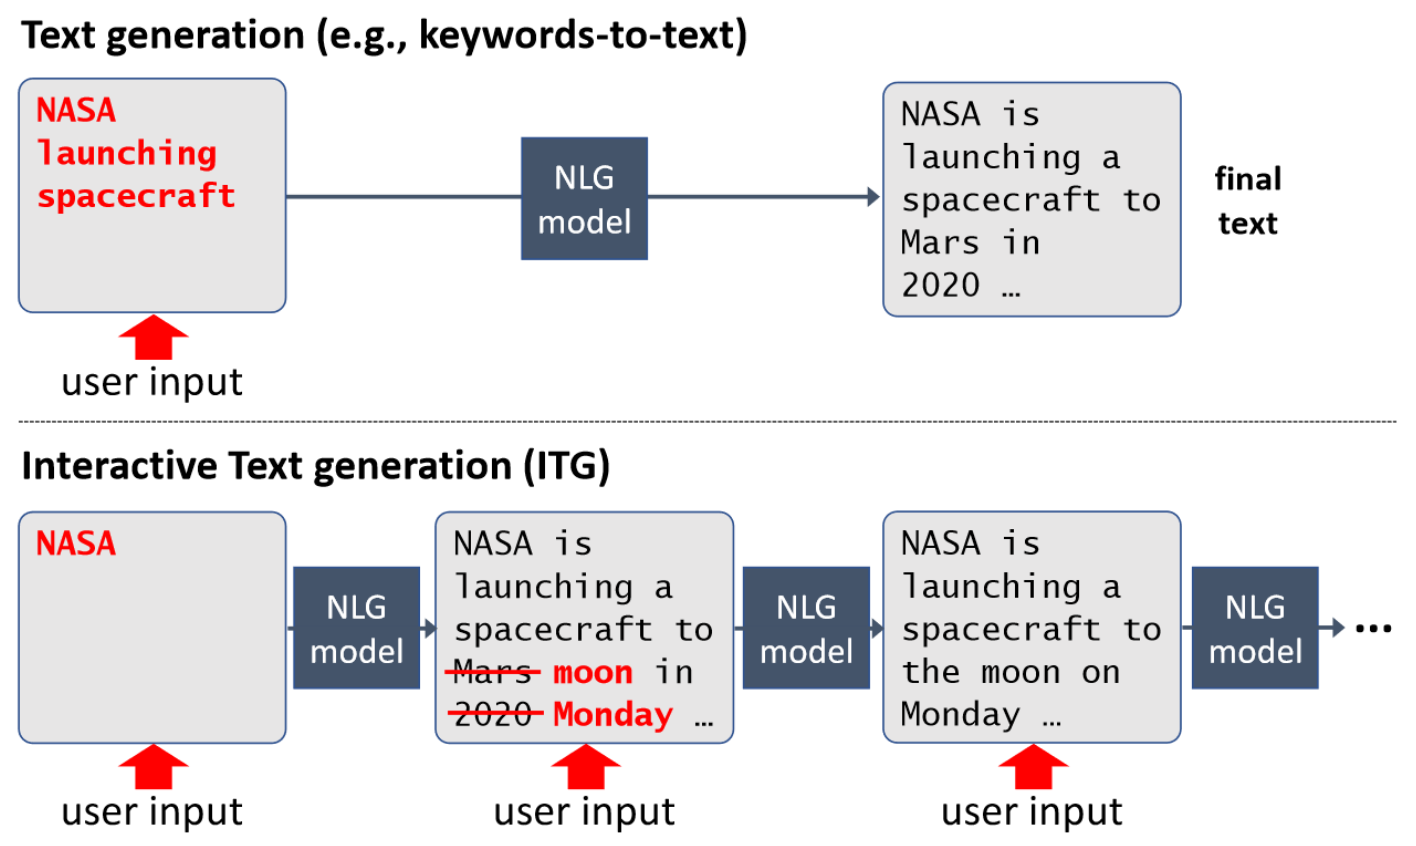 Text generation (e.g., keywords-to-text)
NASA
launching
spacecraft
NLG
model
NASA is
launching a
spacecraft to
Mars in
2020 …
final
text
user input
Interactive Text generation (ITG)
NASA
NLG
model
NASA is
launching a
spacecraft to
Mars moon in
2020 Monday …
NLG
model
NASA is
launching a
spacecraft to
the moon on
Monday …
NLG
model
...
user input
user input
user input